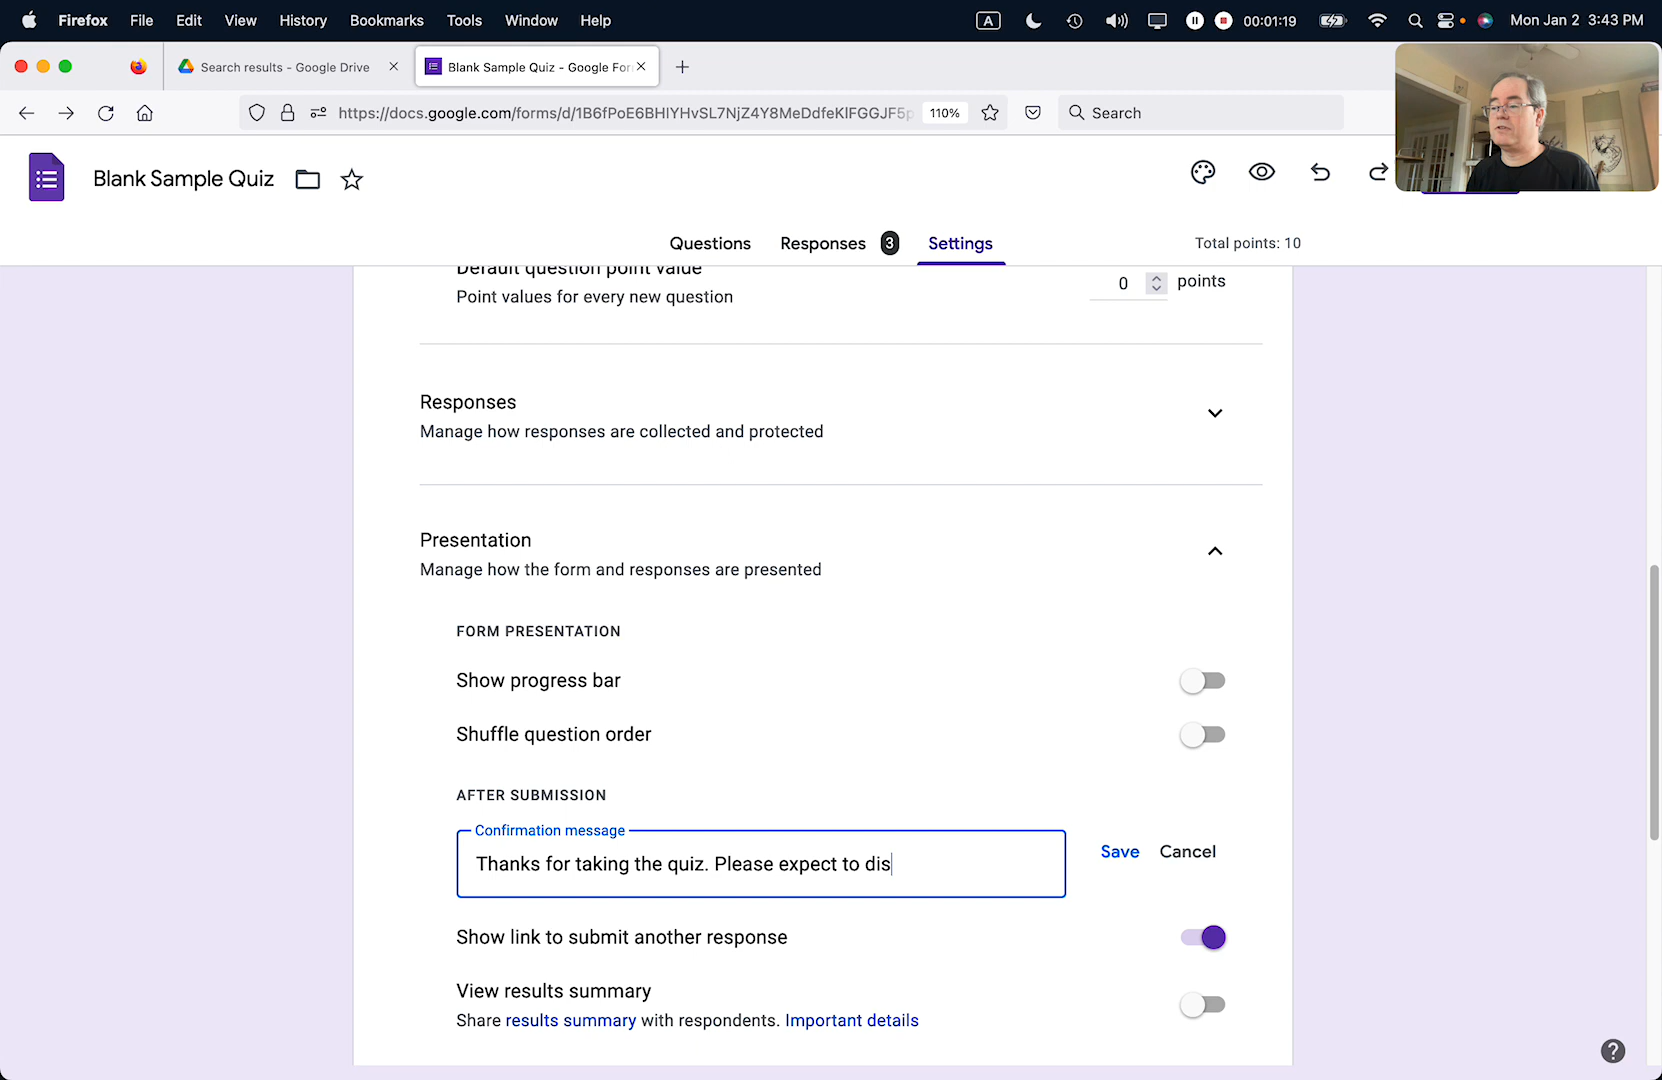 Firefox File Edit View History Bookmarks Tools Window Help A 00:01:19 Mon Jan 2 3:43 PM
Search results - Google Drive
Blank Sample Quiz - Google For
https://docs.google.com/forms/d/1B6fPoE6BHIYHvSL7NjZ4Y8MeDdfeKlFGGJF5p 110% Search
Blank Sample Quiz
Questions Responses 3 Settings Total points: 10
Default question point value
Point values for every new question
0 points
Responses
Manage how responses are collected and protected
Presentation
Manage how the form and responses are presented
FORM PRESENTATION
Show progress bar
Shuffle question order
AFTER SUBMISSION
Confirmation message
Thanks for taking the quiz. Please expect to dis
Save Cancel
Show link to submit another response
View results summary
Share results summary with respondents. Important details
?